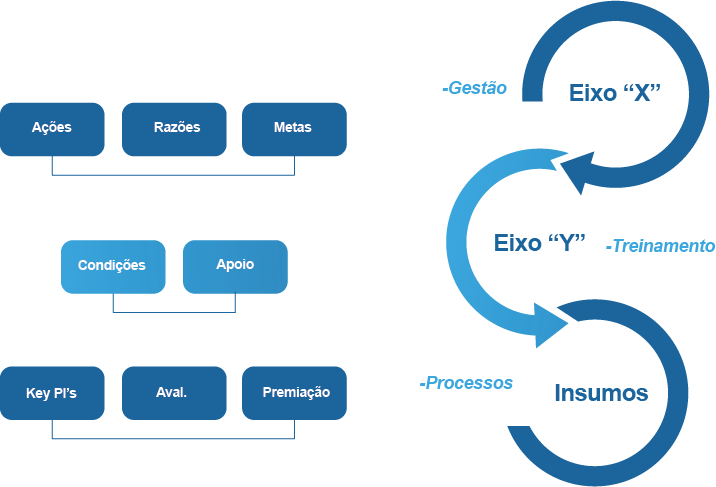 Ações
Razões
Metas
Condições
Apoio
Key PI’s
Aval.
Premiação
-Gestão
Eixo “X”
Eixo “Y”
-Treinamento
-Processos
Insumos